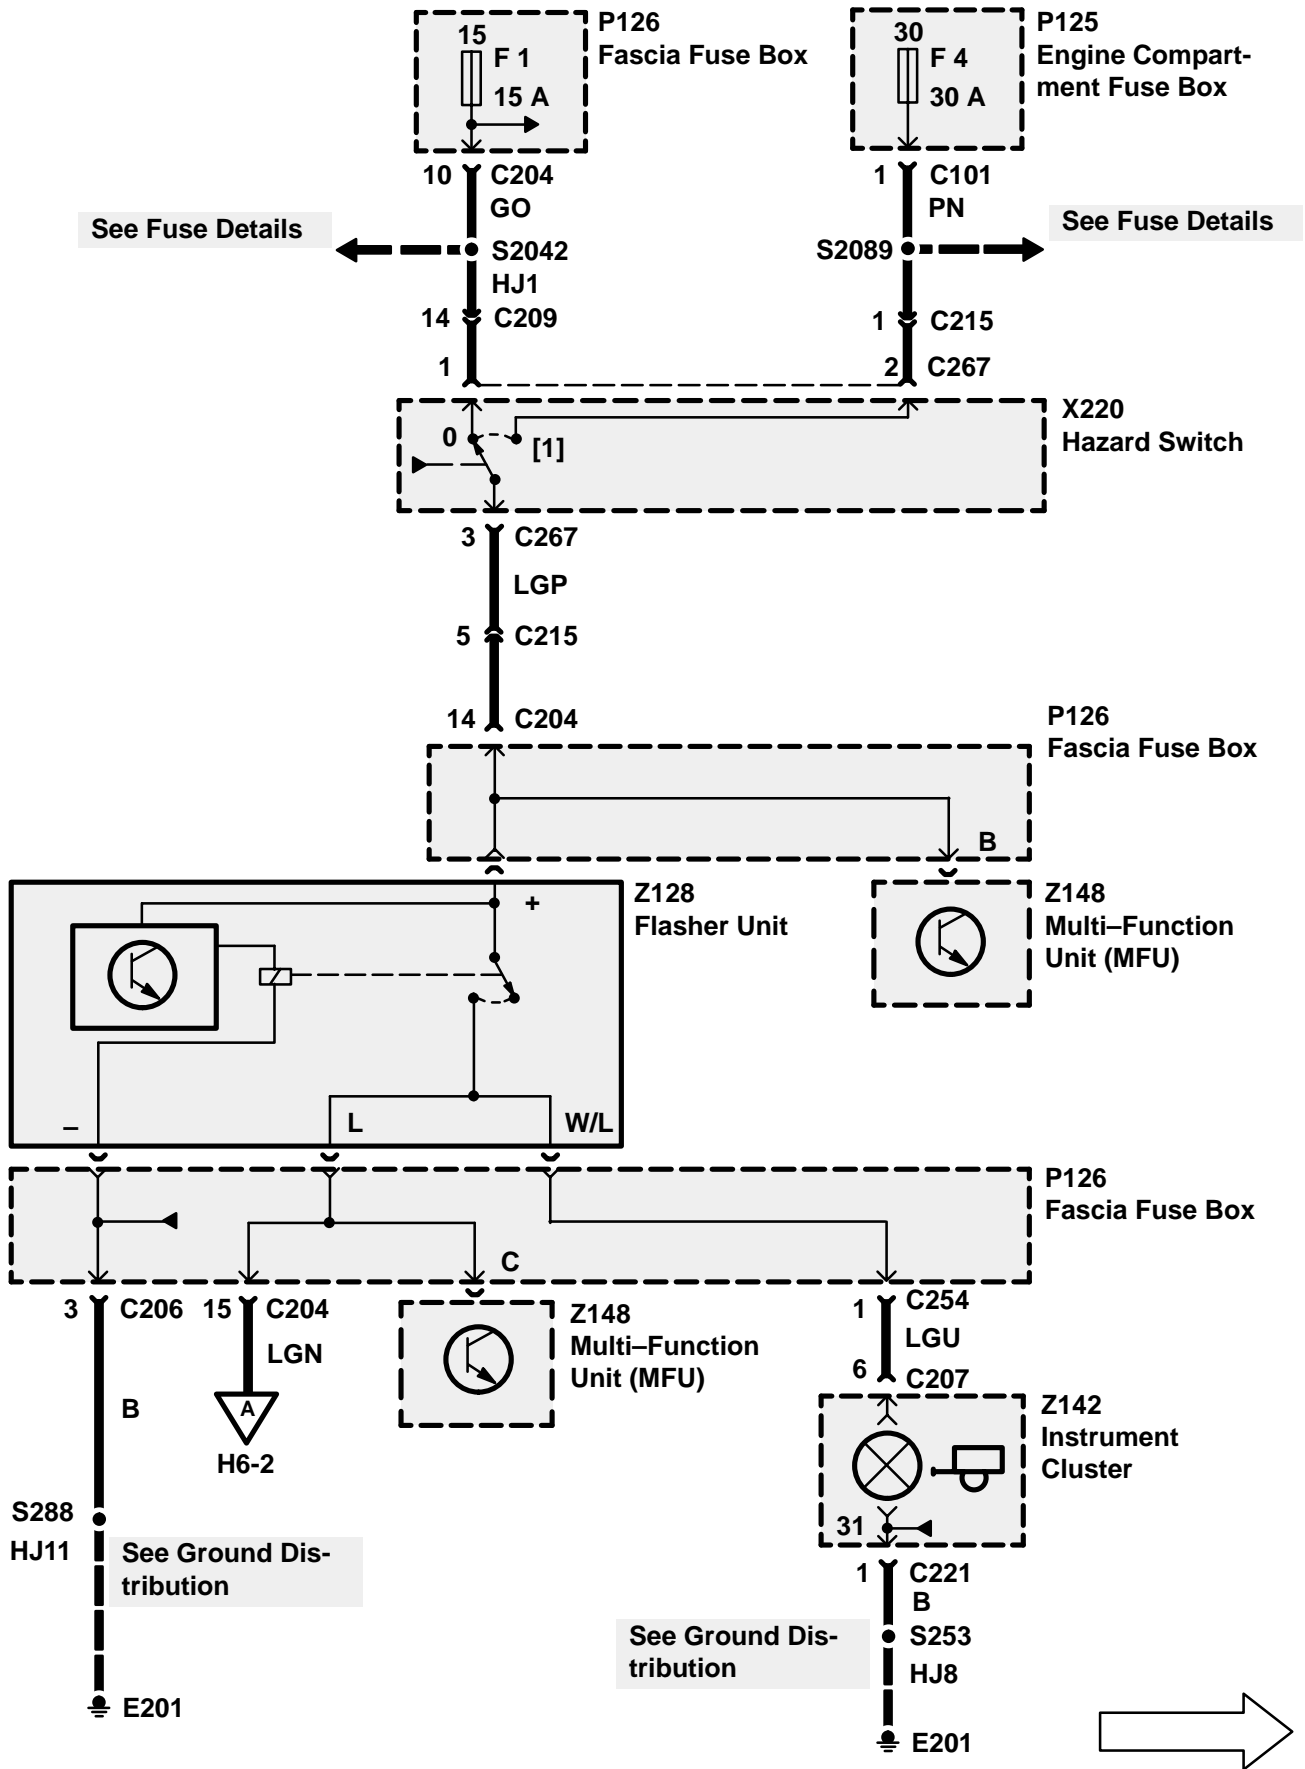 15
F 1
15 A
P126
Fascia Fuse Box
30
F 4
30 A
P125
Engine Compart-
ment Fuse Box
10
C204
GO
1
C101
PN
See Fuse Details
S2042
HJ1
S2089
See Fuse Details
14
C209
1
C215
1
2
C267
X220
Hazard Switch
0
[1]
3
C267
LGP
5
C215
14
C204
P126
Fascia Fuse Box
B
Z128
Flasher Unit
+
Z148
Multi–Function
Unit (MFU)
–
L
W/L
P126
Fascia Fuse Box
C
3
C206
15
C204
LGN
Z148
Multi–Function
Unit (MFU)
1
C254
LGU
6
C207
B
A
H6-2
Z142
Instrument
Cluster
31
S288
HJ11
See Ground Dis-
tribution
1
C221
B
See Ground Dis-
tribution
S253
HJ8
E201
E201